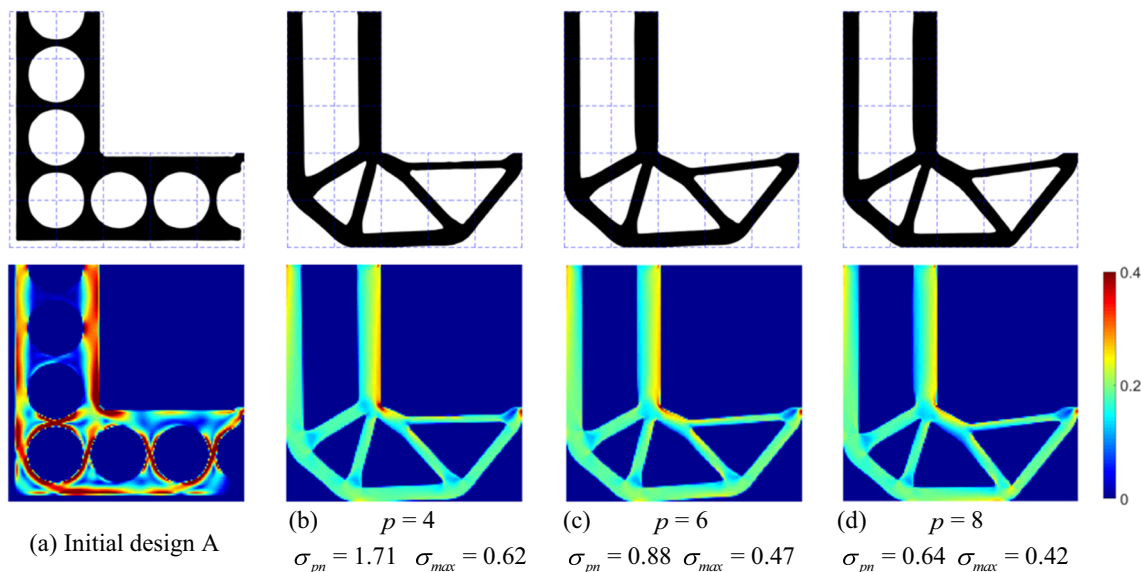 0.4
0.2
0
(a) Initial design A
(b) p = 4
σpn = 1.71 σmax = 0.62
(c) p = 6
σpn = 0.88 σmax = 0.47
(d) p = 8
σpn = 0.64 σmax = 0.42